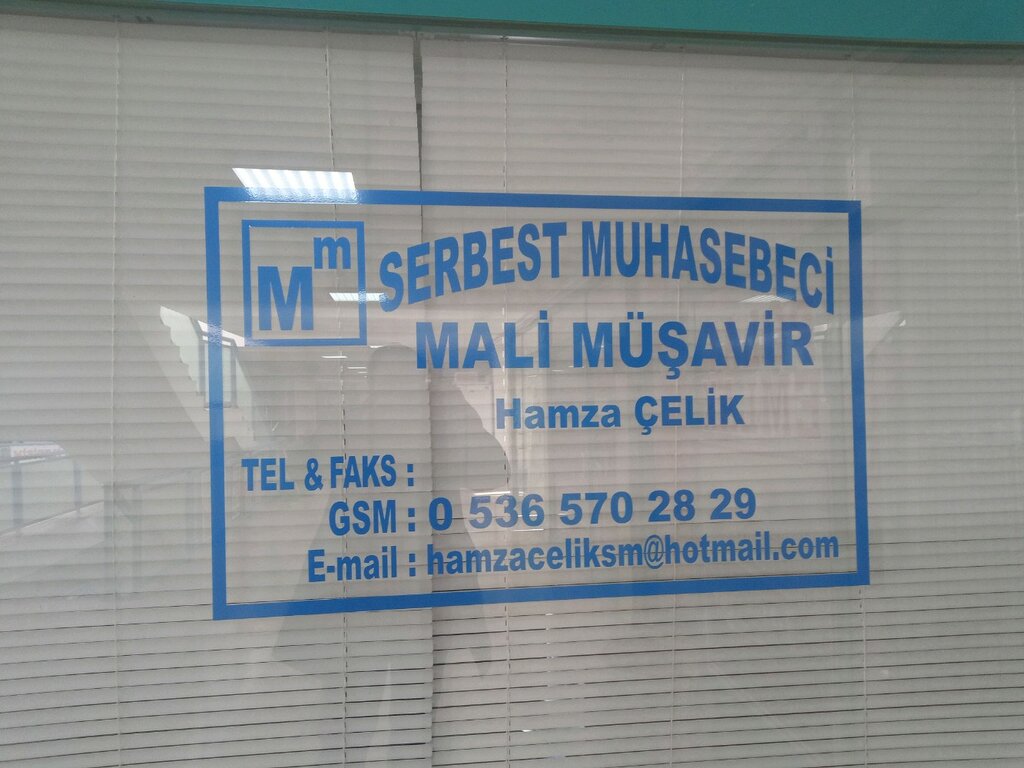 Mm
SERBEST MUHASEBECİ
MALİ MÜŞAVİR
Hamza ÇELİK
TEL & FAKS :
GSM : 0 536 570 28 29
E-mail : hamzaceliksm@hotmail.com